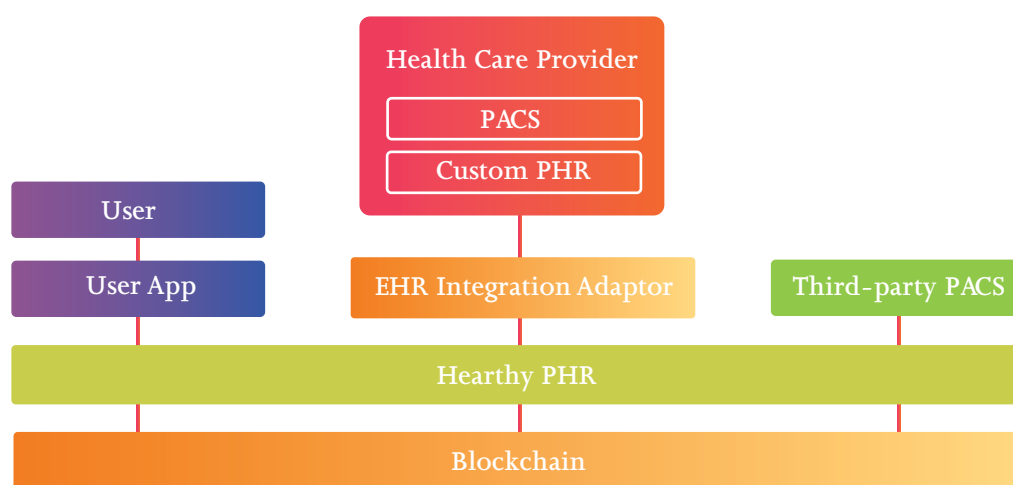 Health Care Provider
PACS
Custom PHR
User
User App
EHR Integration Adaptor
Third-party PACS
Hearthy PHR
Blockchain